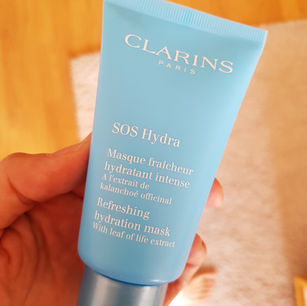 CLARINS
PARIS
SOS Hydra
Masque fraîcheur
hydratant intense
A l'extrait de
kalanchoé officinal
Refreshing
hydration mask
With leaf of life extract